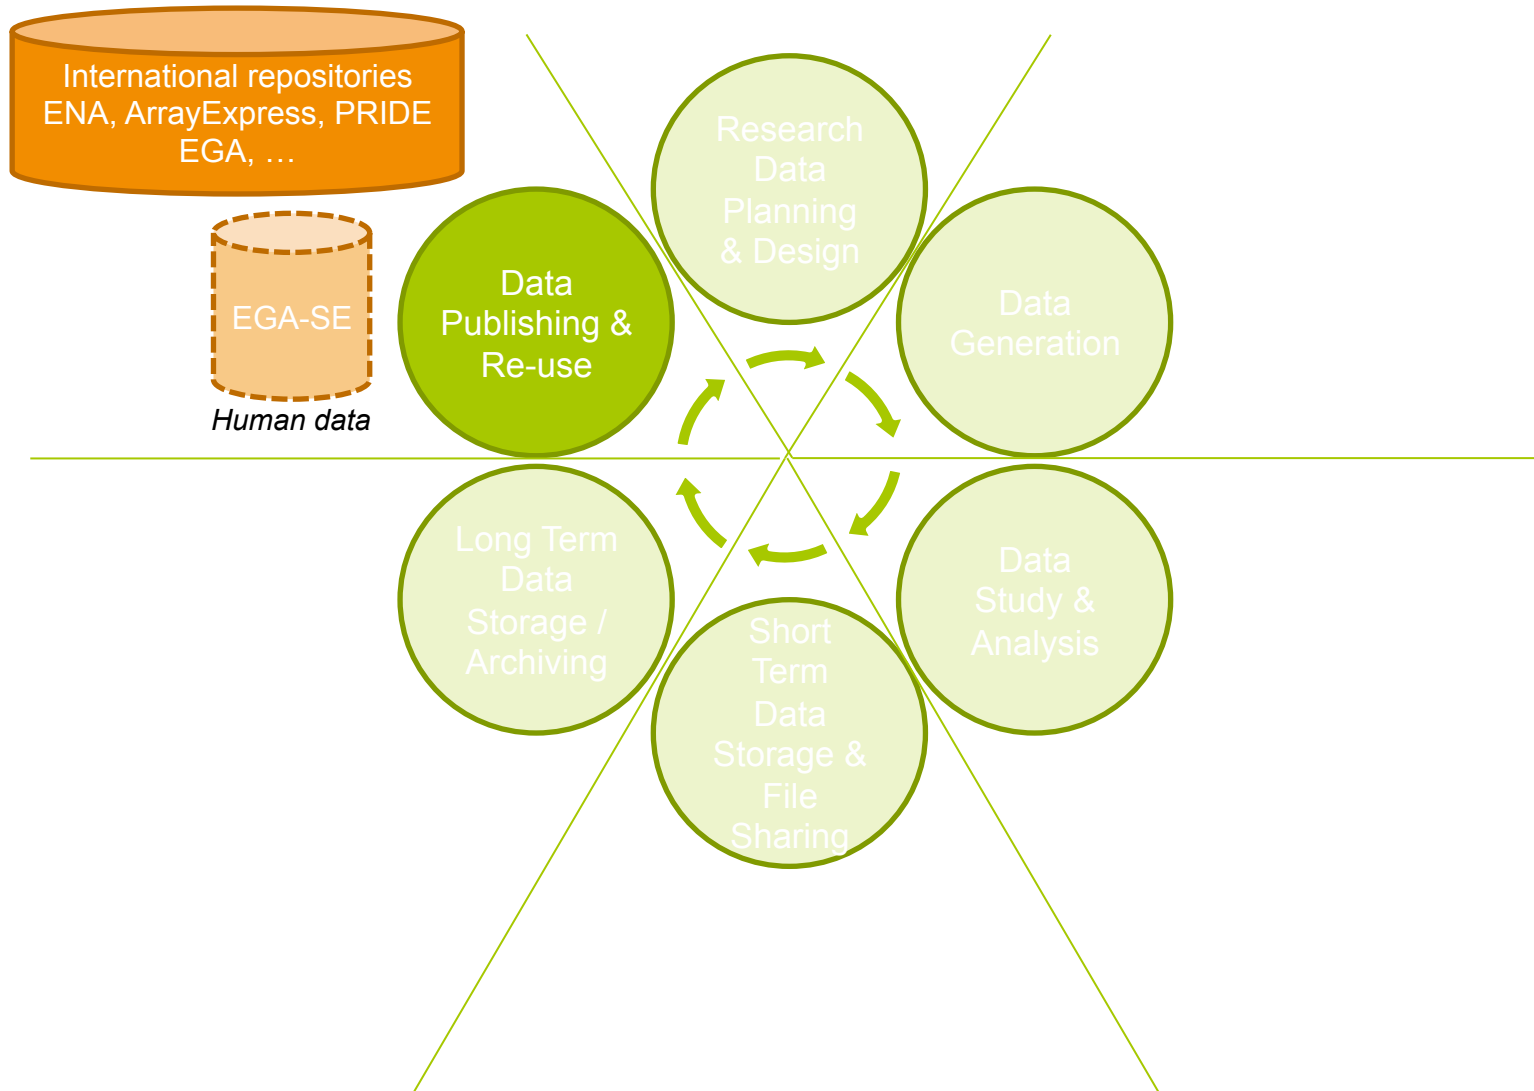 International repositories
ENA, ArrayExpress, PRIDE
EGA, …
EGA-SE
Human data
Data
Publishing &
Re-use
Research
Data
Planning
& Design
Data
Generation
Data
Study &
Analysis
Short
Term
Data
Storage &
File
Sharing
Long Term
Data
Storage /
Archiving